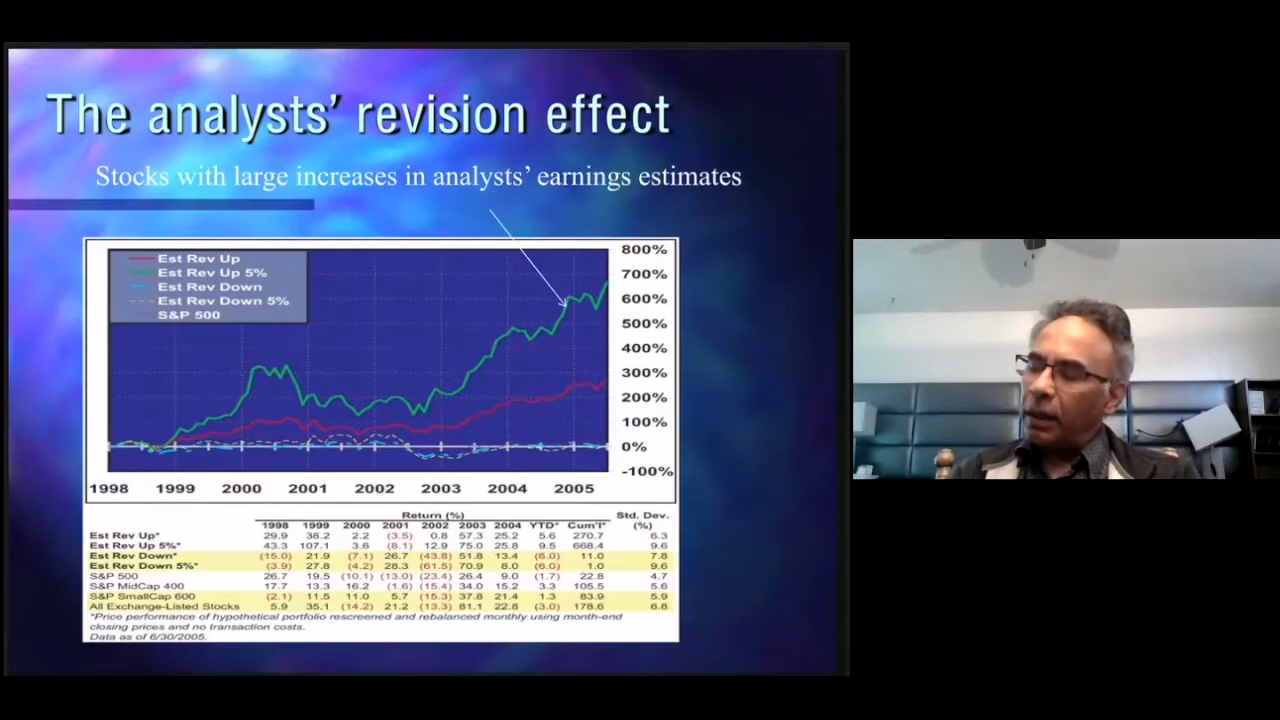 The analysts' revision effect
Stocks with large increases in analysts' earnings estimates
Est Rev Up
Est Rev Up 5%
Est Rev Down
Est Rev Down 5%
S&P 500
800%
700%
600%
500%
400%
300%
200%
100%
0%
-100%
1998 1999 2000 2001 2002 2003 2004 2005
Return (%) Std. Dev.
1998 1999 2000 2001 2002 2003 2004 YTD* Cum'l* (%)
Est Rev Up* 29.9 38.2 2.2 (3.5) 0.8 57.3 25.2 5.6 270.7 6.3
Est Rev Up 5%* 43.3 107.1 3.6 (8.1) 12.9 75.0 25.8 9.5 668.4 9.6
Est Rev Down* (15.0) 21.9 (7.1) 26.7 (43.8) 51.8 13.4 (6.0) 11.0 7.8
Est Rev Down 5%* (3.9) 27.8 (4.2) 28.3 (61.5) 70.9 8.0 (6.0) 1.0 9.6
S&P 500 26.7 19.5 (10.1) (13.0) (23.4) 26.4 9.0 (1.7) 22.8 4.7
S&P MidCap 400 17.7 13.3 16.2 (1.6) (15.4) 34.0 15.2 3.3 105.5 5.6
S&P SmallCap 600 (2.1) 11.5 11.0 5.7 (15.3) 37.8 21.4 1.3 83.9 5.9
All Exchange-Listed Stocks 5.9 35.1 (14.2) 21.2 (13.3) 81.1 22.8 (3.0) 178.6 6.8
*Price performance of hypothetical portfolio rescreened and rebalanced monthly using month-end
closing prices and no transaction costs.
Data as of 6/30/2005.